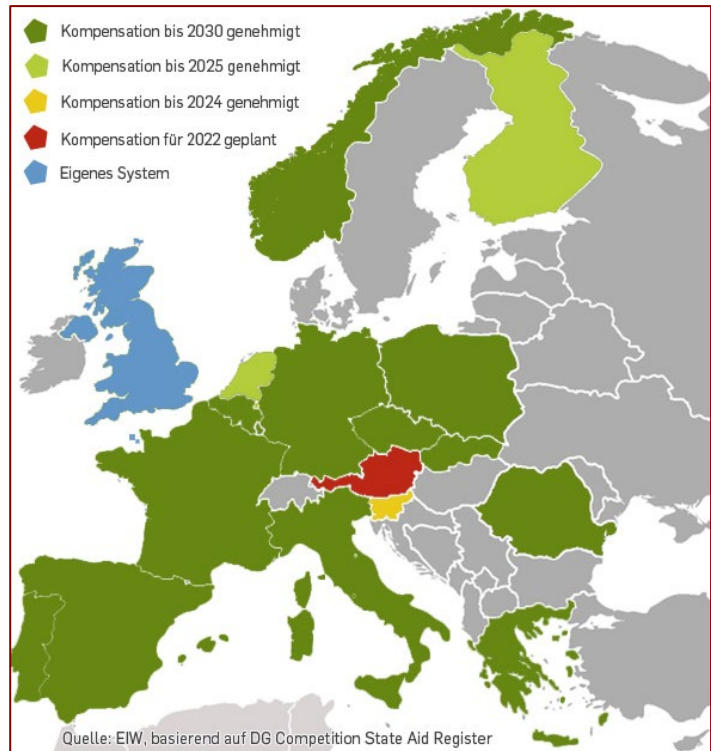 Kompensation bis 2030 genehmigt
Kompensation bis 2025 genehmigt
Kompensation bis 2024 genehmigt
Kompensation für 2022 geplant
Eigenes System
Quelle: EIW, basierend auf DG Competition State Aid Register